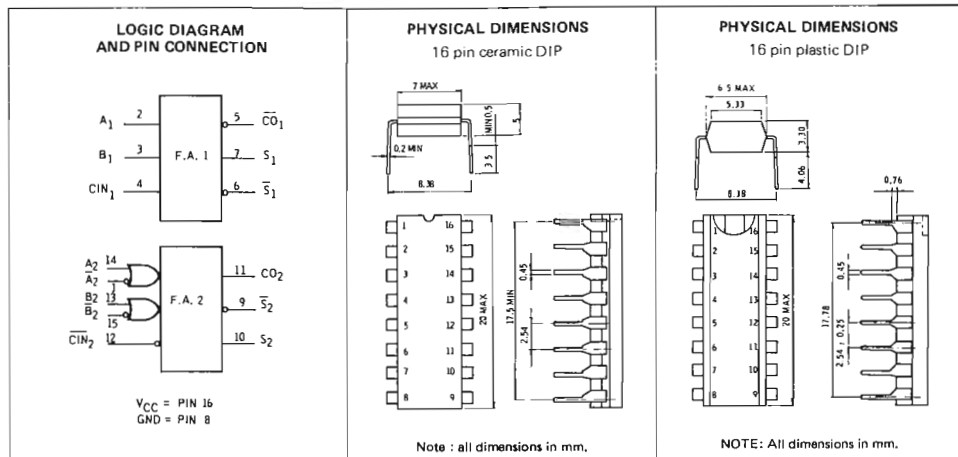 LOGIC DIAGRAM
AND PIN CONNECTION
A1
2
B1
3
CIN1
4
F.A. 1
5
C̅O̅1
7
S1
6
S̅1
A2
14
A̅2
1
B2
13
B̅2
15
C̅I̅N̅2
12
F.A. 2
11
CO2
9
S̅2
10
S2
VCC = PIN 16
GND = PIN 8
PHYSICAL DIMENSIONS
16 pin ceramic DIP
7 MAX
MIN 0.5
5
0.2 MIN
3.5
8.38
1 16
2 15
3 14
4 13
5 12
6 11
7 10
8 9
20 MAX
17.5 MIN
0.45
2.54
Note : all dimensions in mm.
PHYSICAL DIMENSIONS
16 pin plastic DIP
6.5 MAX
5.33
3.30
4.06
8.38
0.76
1 16
2 15
3 14
4 13
5 12
6 11
7 10
8 9
20 MAX
17.78
0.45
2.54 ± 0.25
NOTE: All dimensions in mm.